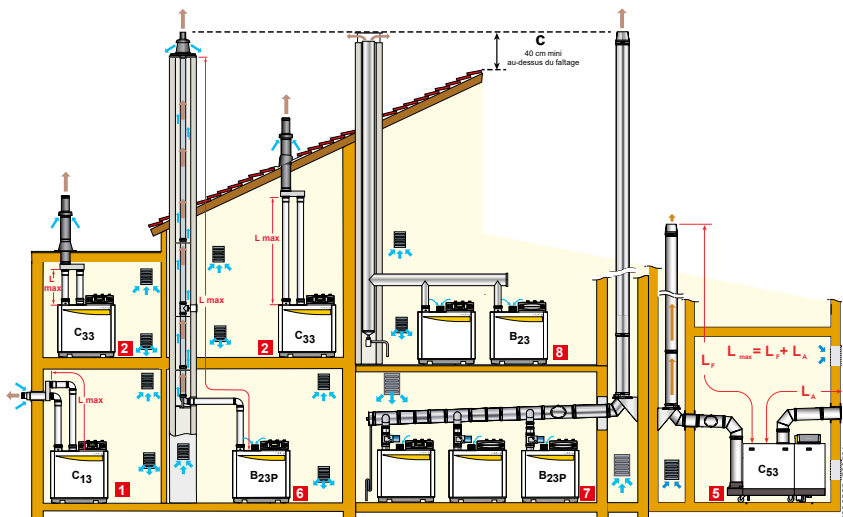 C
40 cm mini
au-dessus du faîtage
L max
L
max
L max
C33
2
C33
2
B23
8
L max = LF + LA
LF
LA
L max
C13
1
B23P
6
B23P
7
C53
5